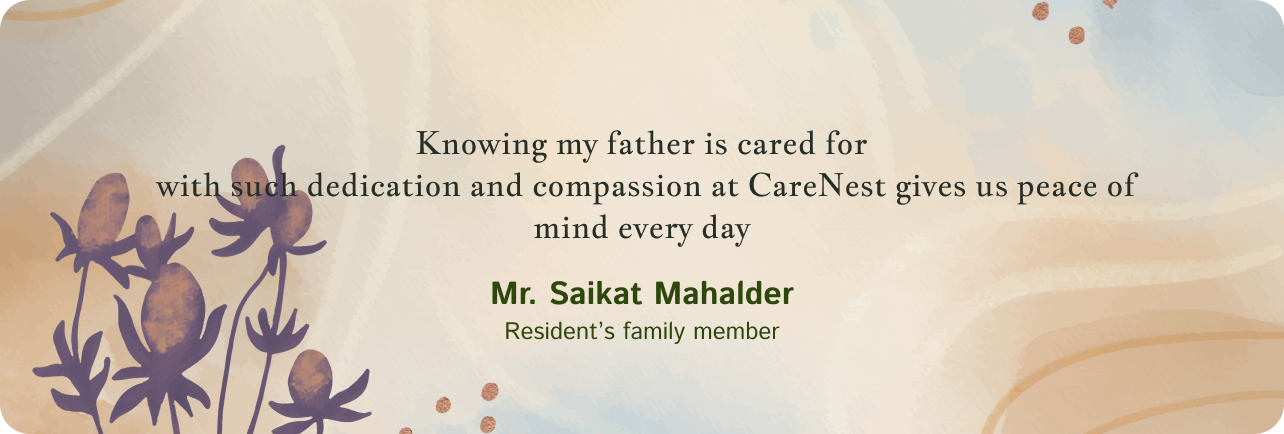 Knowing my father is cared for
with such dedication and compassion at CareNest gives us peace of
mind every day
Mr. Saikat Mahalder
Resident’s family member